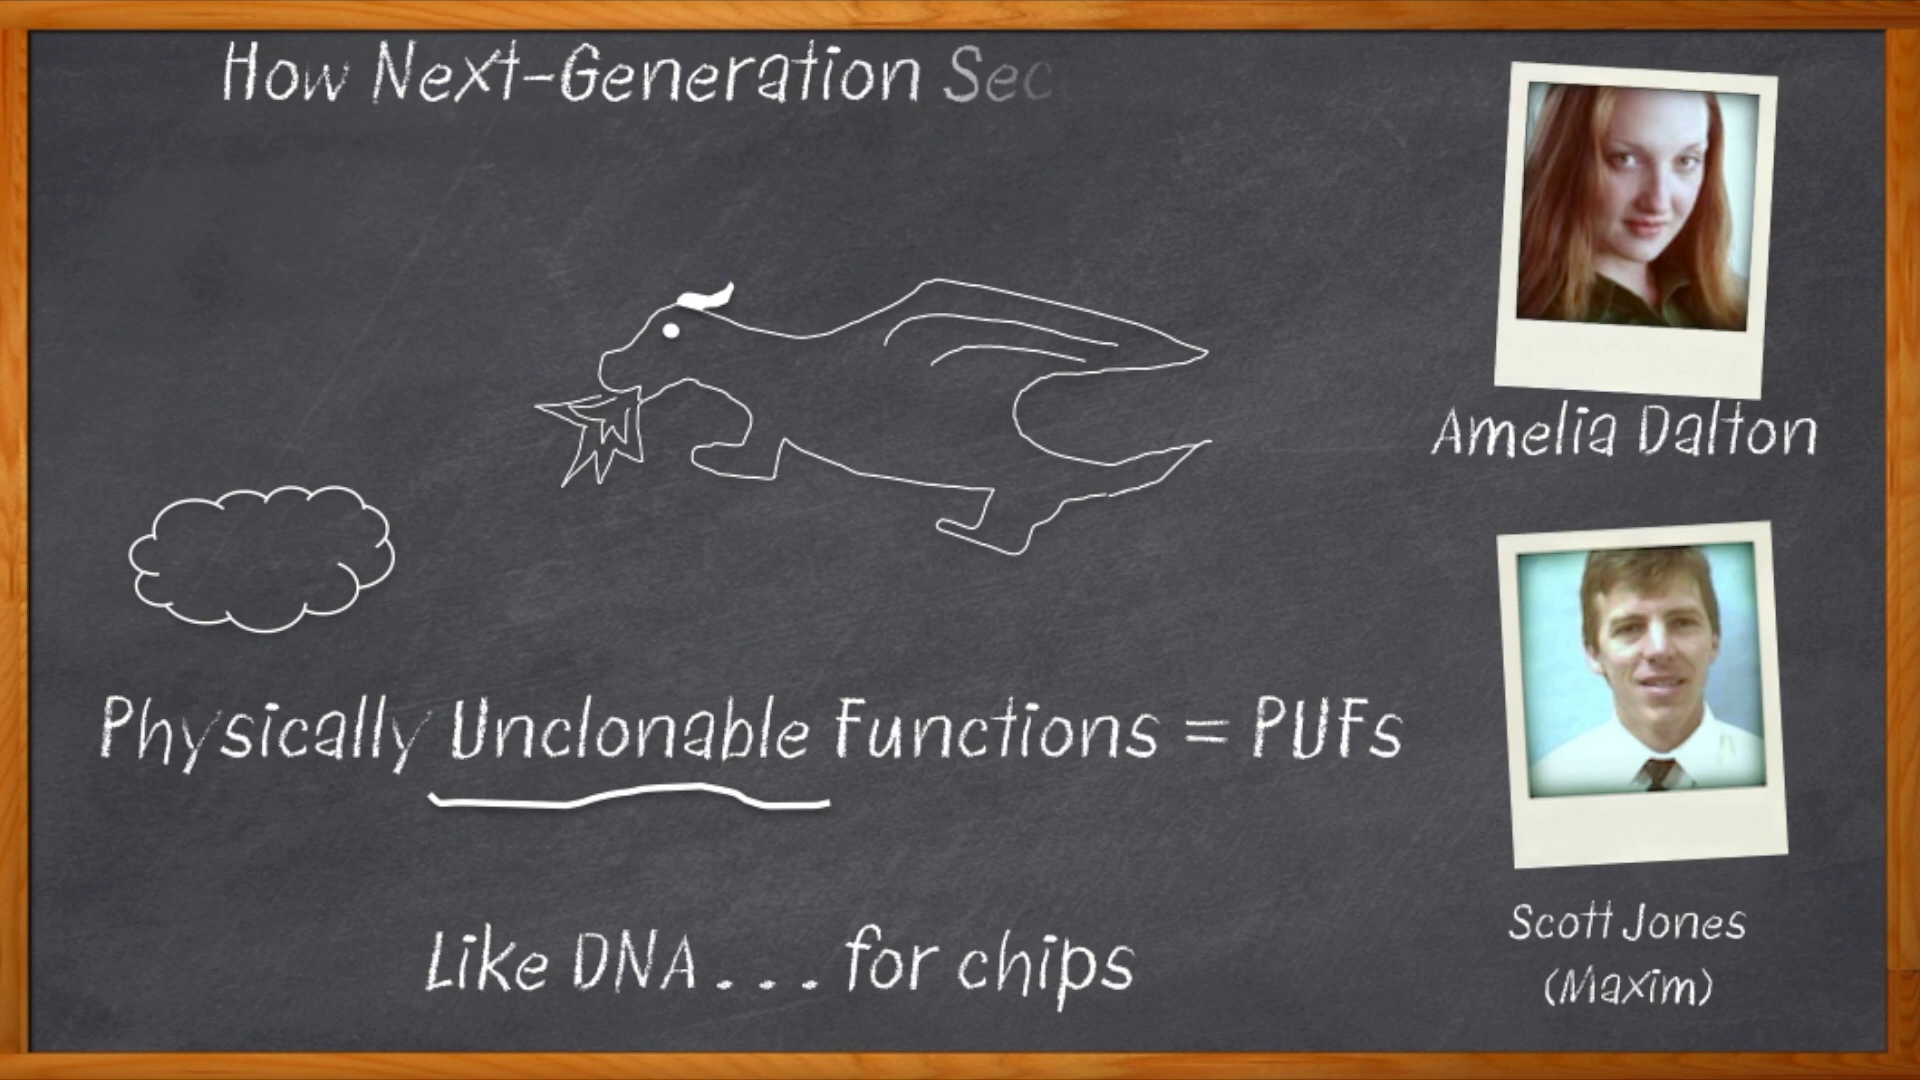 How Next-Generation Sec
Amelia Dalton
Physically Unclonable Functions = PUFs
Like DNA . . . for chips
Scott Jones
(Maxim)